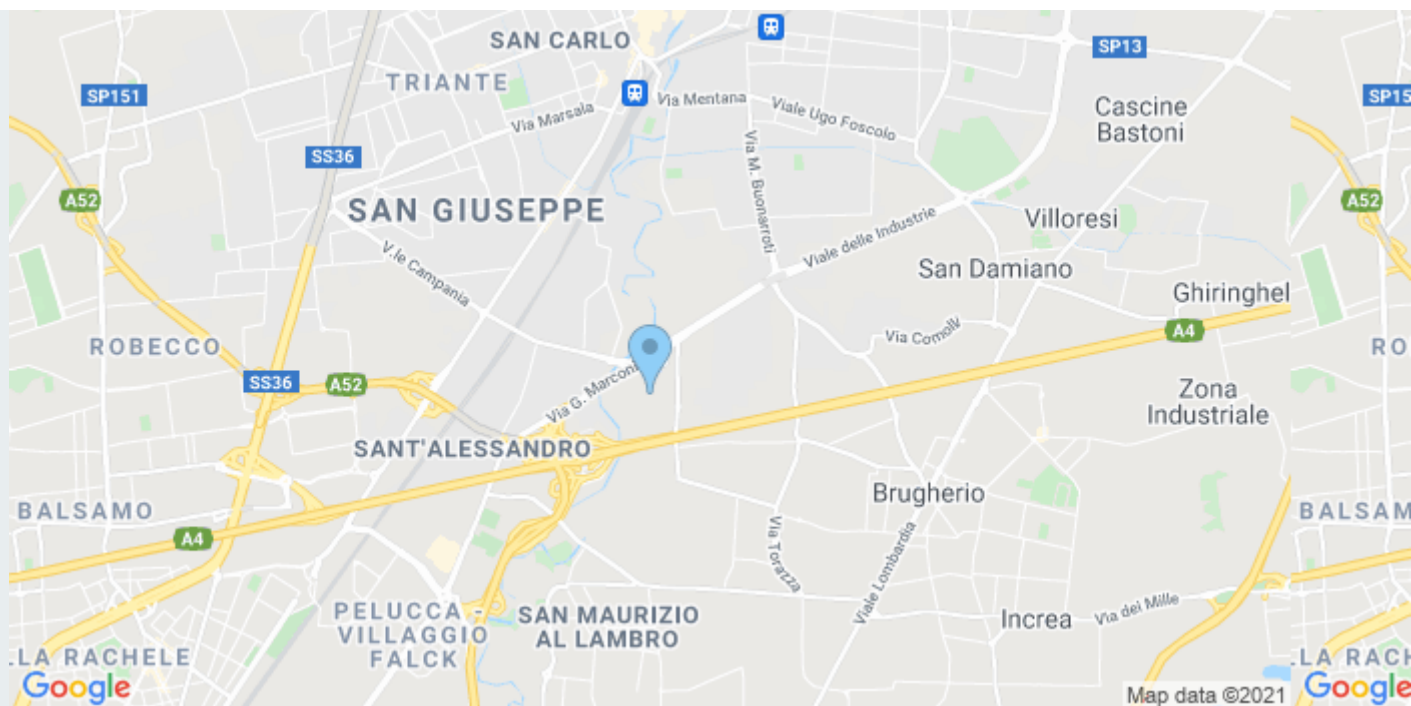 SAN CARLO
SP13
TRIANTE
SP151
Via Mentana
Viale Ugo Foscolo
Cascine
Bastoni
SP15
Via Marsala
SS36
Via M. Buonarroti
A52
SAN GIUSEPPE
Viale delle Industrie
Villoresi
A52
V.le Campania
San Damiano
Ghiringhel
ROBECCO
Via Comolli
A4
RO
SS36
A52
Via G. Marconi
Zona
Industriale
SANT'ALESSANDRO
Brugherio
BALSAMO
BALSAM
A4
Via Torazza
Viale Lombardia
PELUCCA -
VILLAGGIO
FALCK
SAN MAURIZIO
AL LAMBRO
Increa
Via dei Mille
LLA RACHELE
LLA RACH
Google
Map data ©2021
Google